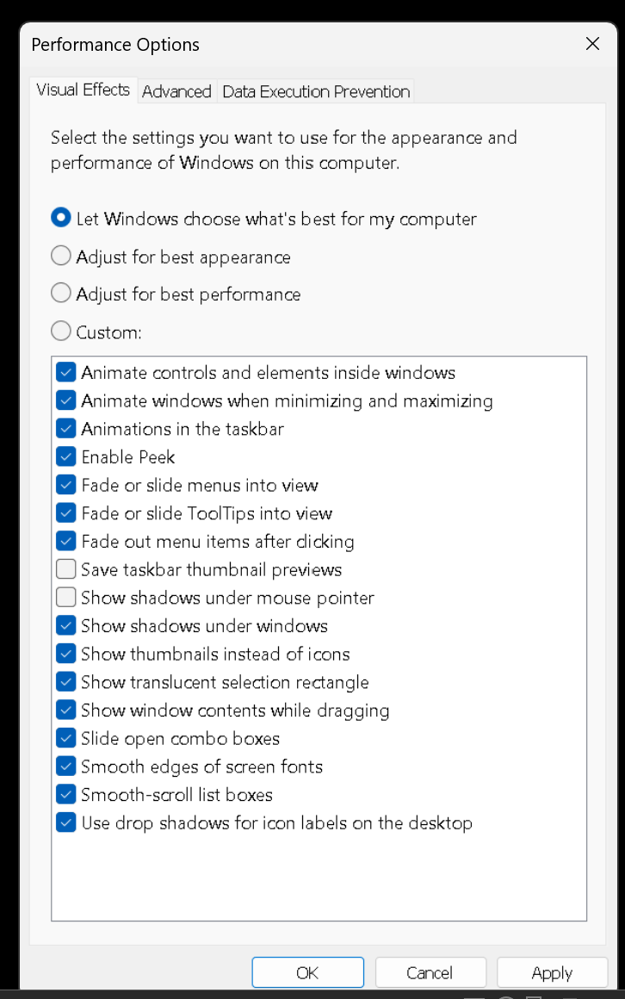 Performance Options
Visual Effects
Advanced
Data Execution Prevention
Select the settings you want to use for the appearance and
performance of Windows on this computer.
Let Windows choose what's best for my computer
Adjust for best appearance
Adjust for best performance
Custom:
Animate controls and elements inside windows
Animate windows when minimizing and maximizing
Animations in the taskbar
Enable Peek
Fade or slide menus into view
Fade or slide ToolTips into view
Fade out menu items after clicking
Save taskbar thumbnail previews
Show shadows under mouse pointer
Show shadows under windows
Show thumbnails instead of icons
Show translucent selection rectangle
Show window contents while dragging
Slide open combo boxes
Smooth edges of screen fonts
Smooth-scroll list boxes
Use drop shadows for icon labels on the desktop
OK
Cancel
Apply